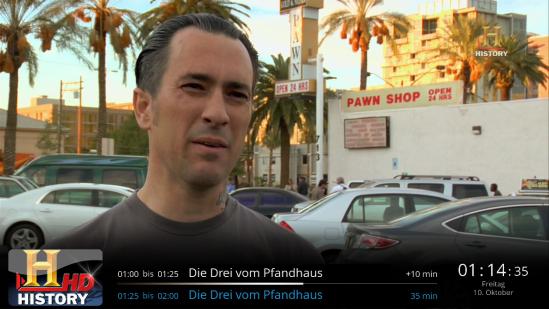 PAWN
OPEN
24 HRS
PAWN SHOP OPEN
24 HRS
713
HISTORY
H HD
HISTORY
01:00 bis 01:25 Die Drei vom Pfandhaus +10 min
01:25 bis 02:00 Die Drei vom Pfandhaus 35 min
01:14:35
Freitag
10. Oktober